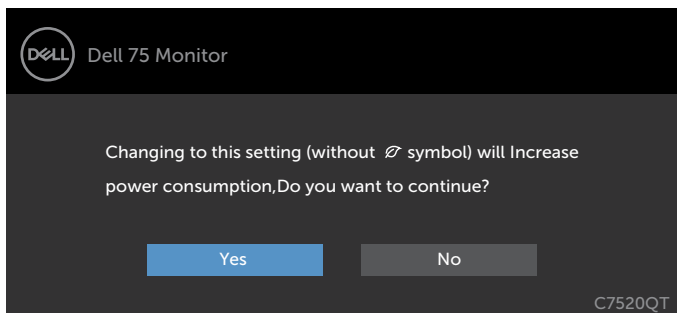 DELL
Dell 75 Monitor
Changing to this setting (without symbol) will Increase
power consumption,Do you want to continue?
Yes No
C7520QT